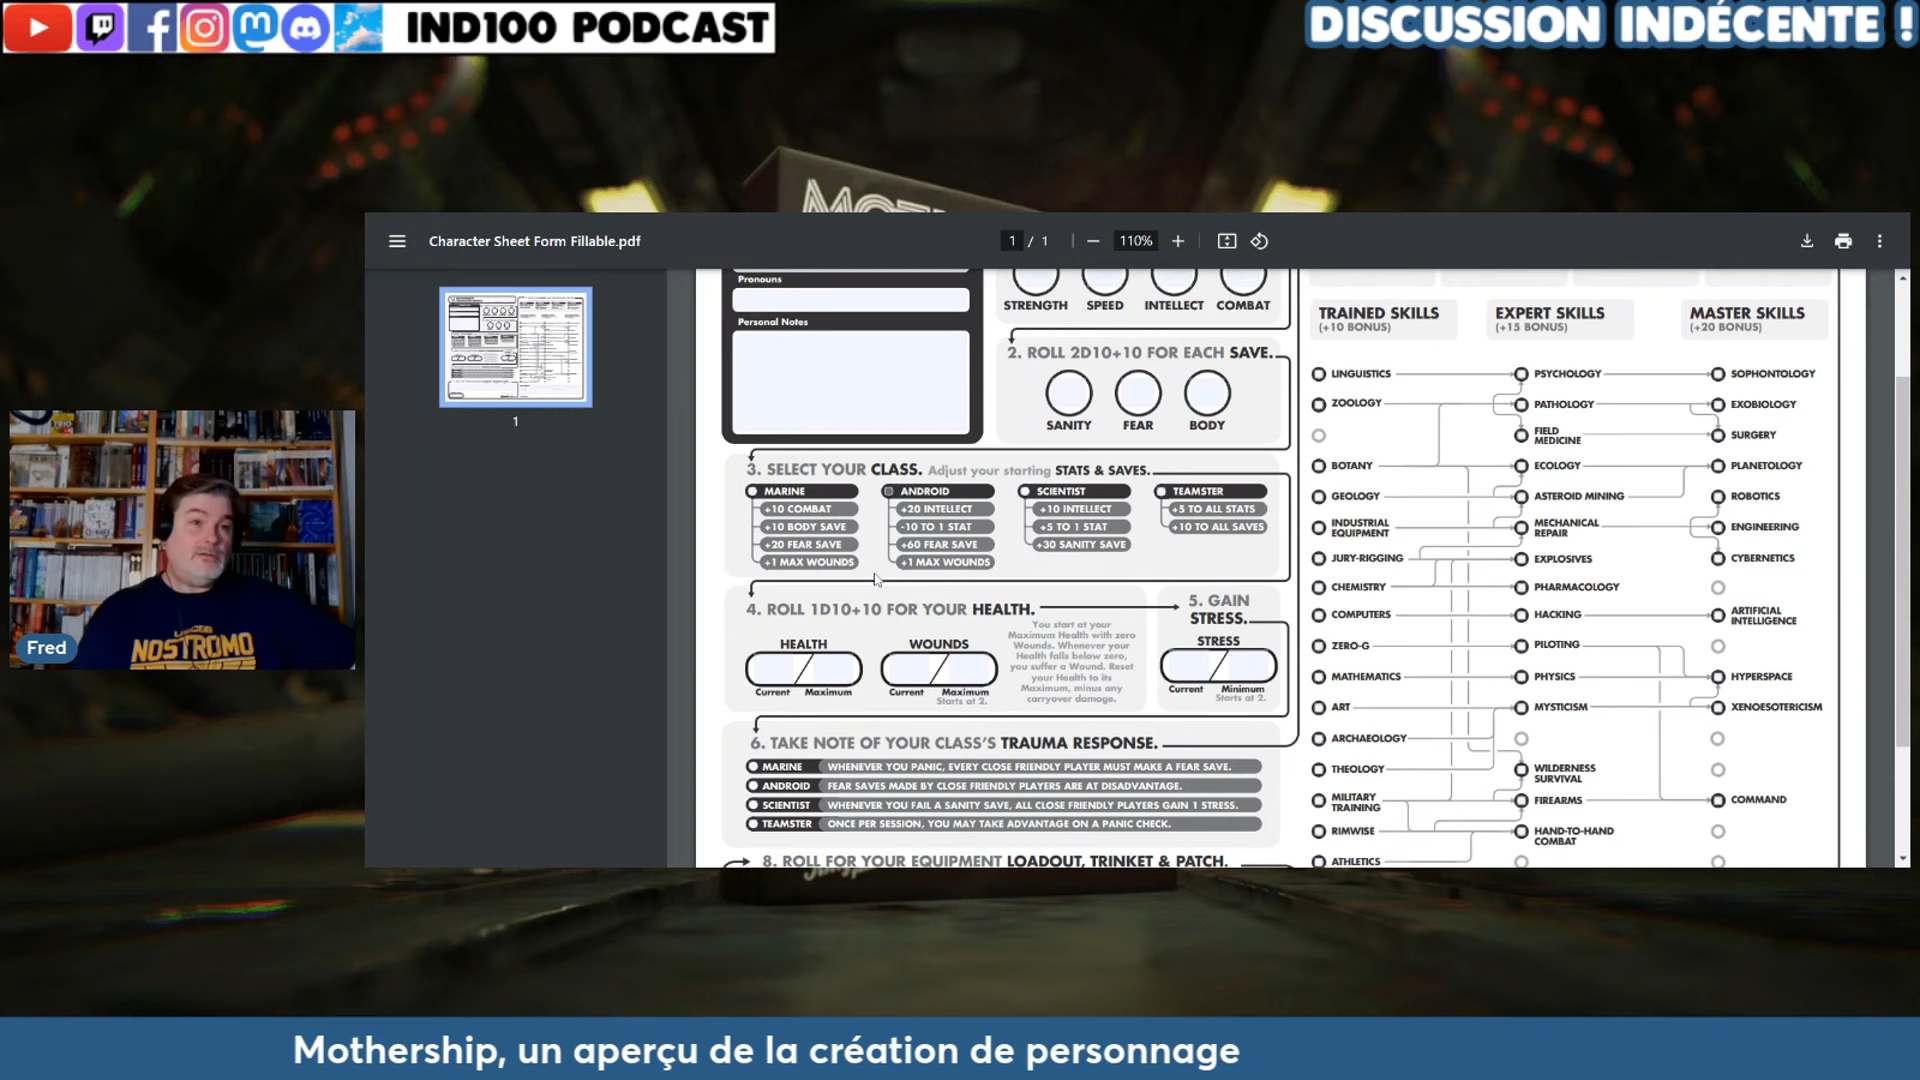 IND100 PODCAST
DISCUSSION INDÉCENTE !
Character Sheet Form Fillable.pdf
1 / 1
110%
1
Pronouns
Personal Notes
STRENGTH SPEED INTELLECT COMBAT
2. ROLL 2D10+10 FOR EACH SAVE.
SANITY FEAR BODY
3. SELECT YOUR CLASS. Adjust your starting STATS & SAVES.
MARINE
+10 COMBAT
+10 BODY SAVE
+20 FEAR SAVE
+1 MAX WOUNDS
ANDROID
+20 INTELLECT
-10 TO 1 STAT
+60 FEAR SAVE
+1 MAX WOUNDS
SCIENTIST
+10 INTELLECT
+5 TO 1 STAT
+30 SANITY SAVE
TEAMSTER
+5 TO ALL STATS
+10 TO ALL SAVES
4. ROLL 1D10+10 FOR YOUR HEALTH.
HEALTH
Current Maximum
WOUNDS
Current Maximum
Starts at 2.
You start at your
Maximum Health with zero
Wounds. Whenever your
Health falls below zero,
you suffer a Wound. Reset
your Health to its
Maximum, minus any
carryover damage.
5. GAIN
STRESS.
STRESS
Current Minimum
Starts at 2.
6. TAKE NOTE OF YOUR CLASS'S TRAUMA RESPONSE.
MARINE WHENEVER YOU PANIC, EVERY CLOSE FRIENDLY PLAYER MUST MAKE A FEAR SAVE.
ANDROID FEAR SAVES MADE BY CLOSE FRIENDLY PLAYERS ARE AT DISADVANTAGE.
SCIENTIST WHENEVER YOU FAIL A SANITY SAVE, ALL CLOSE FRIENDLY PLAYERS GAIN 1 STRESS.
TEAMSTER ONCE PER SESSION, YOU MAY TAKE ADVANTAGE ON A PANIC CHECK.
8. ROLL FOR YOUR EQUIPMENT LOADOUT, TRINKET & PATCH.
TRAINED SKILLS
(+10 BONUS)
LINGUISTICS
ZOOLOGY
BOTANY
GEOLOGY
INDUSTRIAL
EQUIPMENT
JURY-RIGGING
CHEMISTRY
COMPUTERS
ZERO-G
MATHEMATICS
ART
ARCHAEOLOGY
THEOLOGY
MILITARY
TRAINING
RIMWISE
ATHLETICS
EXPERT SKILLS
(+15 BONUS)
PSYCHOLOGY
PATHOLOGY
FIELD
MEDICINE
ECOLOGY
ASTEROID MINING
MECHANICAL
REPAIR
EXPLOSIVES
PHARMACOLOGY
HACKING
PILOTING
PHYSICS
MYSTICISM
WILDERNESS
SURVIVAL
FIREARMS
HAND-TO-HAND
COMBAT
MASTER SKILLS
(+20 BONUS)
SOPHONTOLOGY
EXOBIOLOGY
SURGERY
PLANETOLOGY
ROBOTICS
ENGINEERING
CYBERNETICS
ARTIFICIAL
INTELLIGENCE
HYPERSPACE
XENOESOTERICISM
COMMAND
NOSTROMO
Fred
Mothership, un aperçu de la création de personnage